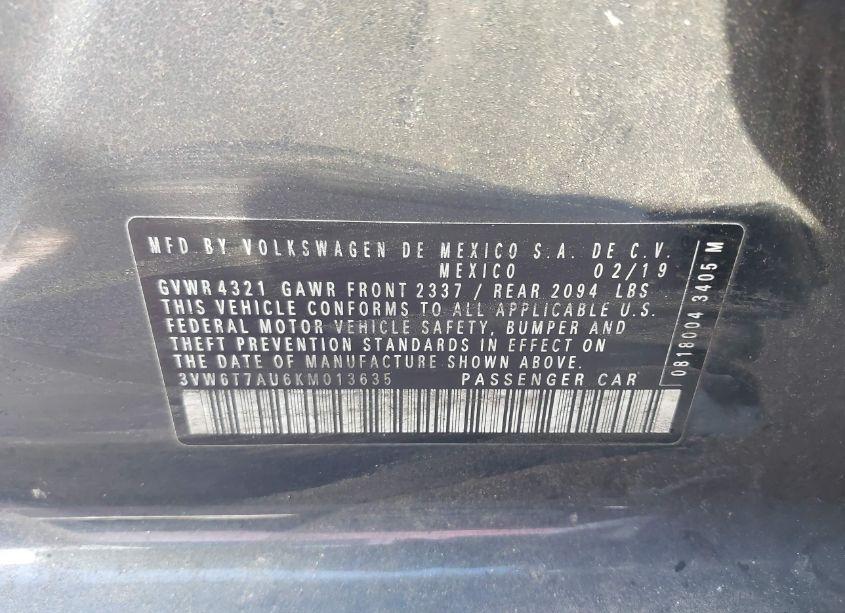 MFD. BY VOLKSWAGEN DE MEXICO S.A. DE C.V.
MEXICO 02/19
GVWR 4321 GAWR FRONT 2337 / REAR 2094 LBS
THIS VEHICLE CONFORMS TO ALL APPLICABLE U.S.
FEDERAL MOTOR VEHICLE SAFETY, BUMPER AND
THEFT PREVENTION STANDARDS IN EFFECT ON
THE DATE OF MANUFACTURE SHOWN ABOVE.
3VW6T7AU6KM013635 PASSENGER CAR
0818004 3405 M